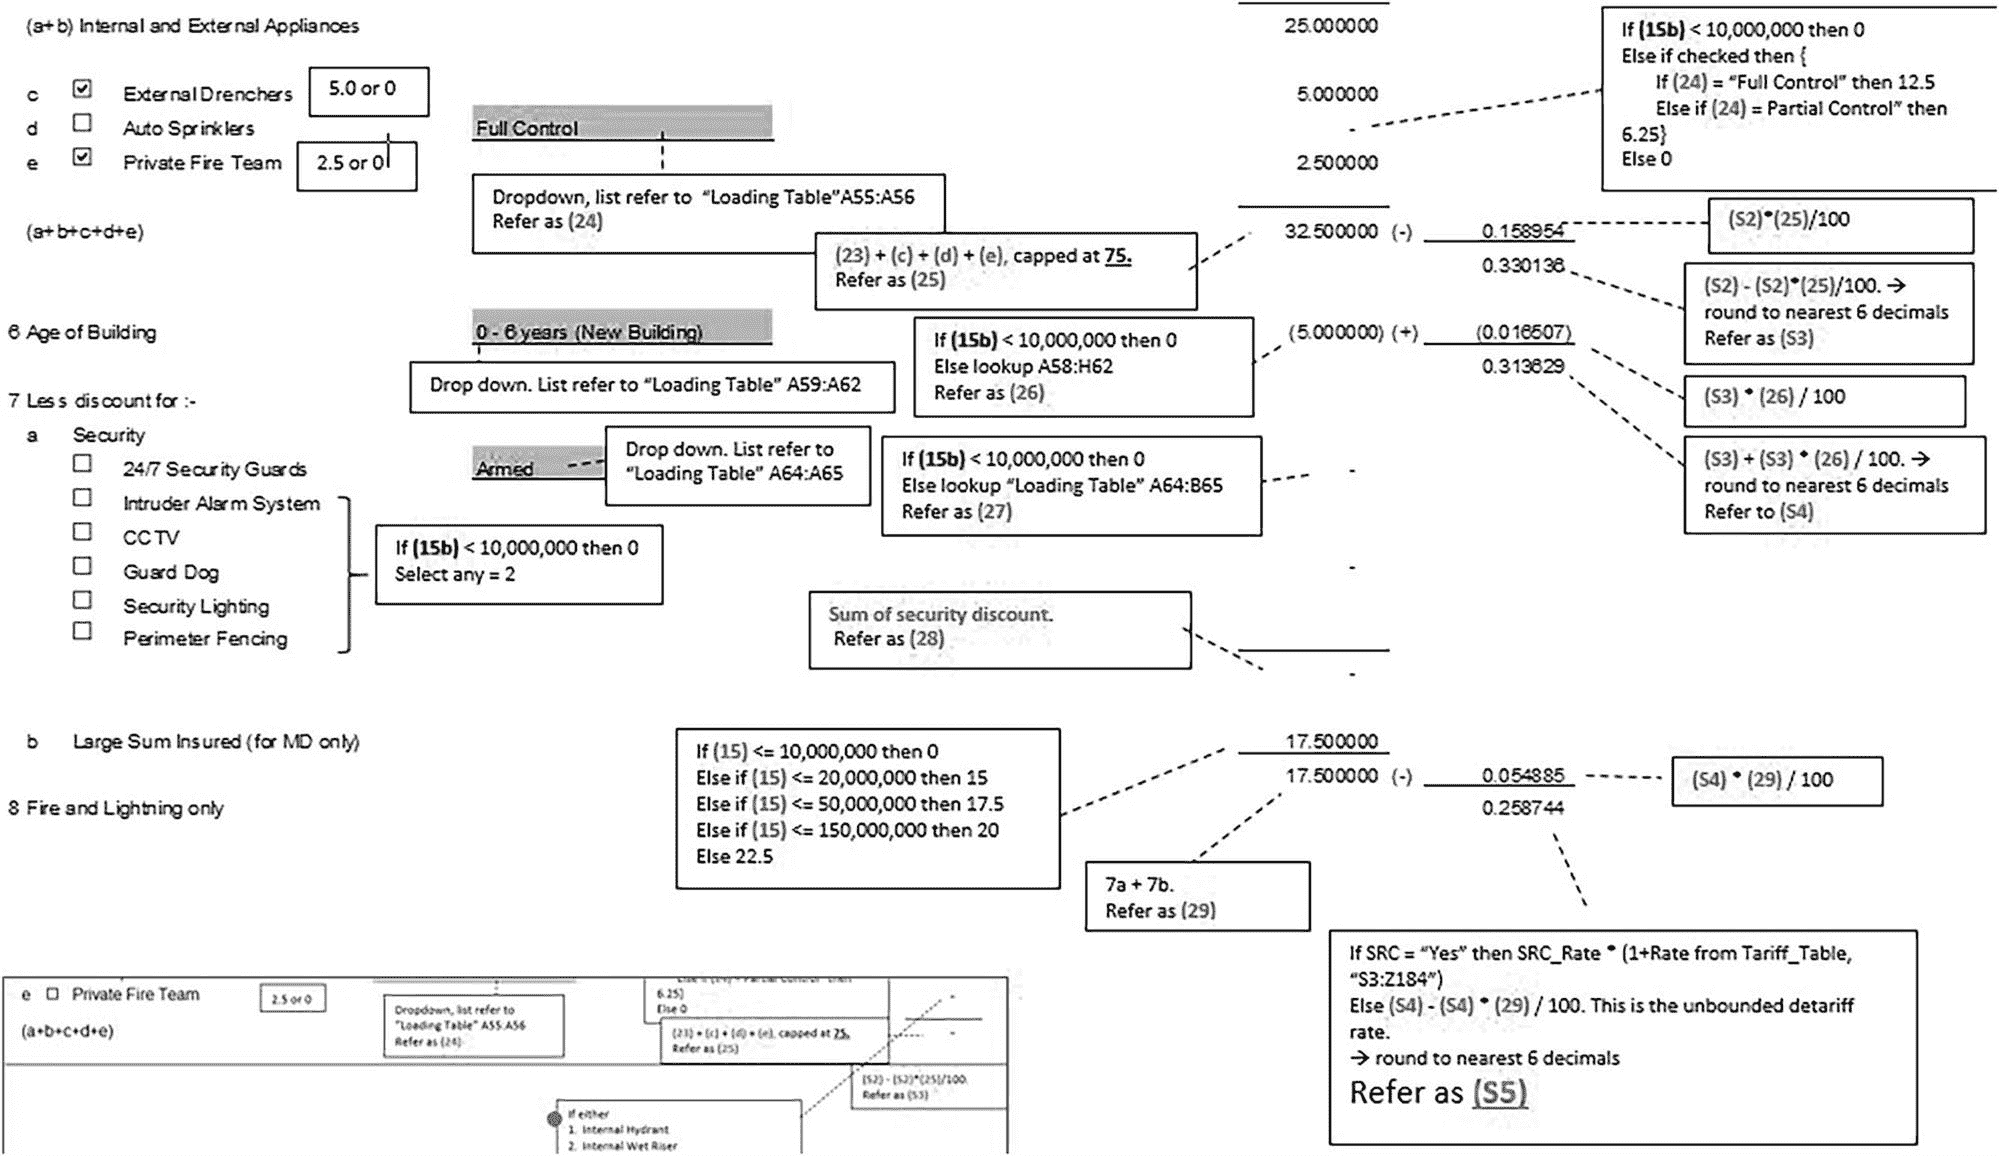 (a+b) Internal and External Appliances
25.000000
If (15b) < 10,000,000 then 0
Else if checked then {
If (24) = "Full Control" then 12.5
Else if (24) = Partial Control" then
6.25}
Else 0
c External Drenchers
5.0 or 0
5.000000
d Auto Sprinklers
Full Control
-
e Private Fire Team
2.5 or 0
2.500000
Dropdown, list refer to "Loading Table"A55:A56
Refer as (24)
(a+b+c+d+e)
32.500000 (-) 0.158954
(S2)*(25)/100
(23) + (c) + (d) + (e), capped at 75.
Refer as (25)
0.330136
(S2) - (S2)*(25)/100. →
round to nearest 6 decimals
Refer as (S3)
6 Age of Building
0 - 6 years (New Building)
If (15b) < 10,000,000 then 0
Else lookup A58:H62
Refer as (26)
(5.000000) (+) (0.016507)
0.313629
Drop down. List refer to "Loading Table" A59:A62
(S3) * (26) / 100
7 Less discount for :-
a Security
24/7 Security Guards
Armed
Drop down. List refer to
"Loading Table" A64:A65
If (15b) < 10,000,000 then 0
Else lookup "Loading Table" A64:B65
Refer as (27)
-
(S3) + (S3) * (26) / 100. →
round to nearest 6 decimals
Refer to (S4)
Intruder Alarm System
CCTV
Guard Dog
Security Lighting
Perimeter Fencing
If (15b) < 10,000,000 then 0
Select any = 2
-
Sum of security discount.
Refer as (28)
-
b Large Sum Insured (for MD only)
If (15) <= 10,000,000 then 0
Else if (15) <= 20,000,000 then 15
Else if (15) <= 50,000,000 then 17.5
Else if (15) <= 150,000,000 then 20
Else 22.5
17.500000
17.500000 (-) 0.054885
(S4) * (29) / 100
8 Fire and Lightning only
0.258744
7a + 7b.
Refer as (29)
If SRC = "Yes" then SRC_Rate * (1+Rate from Tariff_Table,
"S3:Z184")
Else (S4) - (S4) * (29) / 100. This is the unbounded detariff
rate.
→ round to nearest 6 decimals
Refer as (S5)
e Private Fire Team
2.5 or 0
Dropdown, list refer to
"Loading Table" A55:A56
Refer as (24)
6.25}
Else 0
-
(a+b+c+d+e)
(23) + (c) + (d) + (e), capped at 75.
Refer as (25)
-
(S2) - (S2)*(25)/100.
Refer as (S3)
If either
1. Internal Hydrant
2. Internal Wet Riser